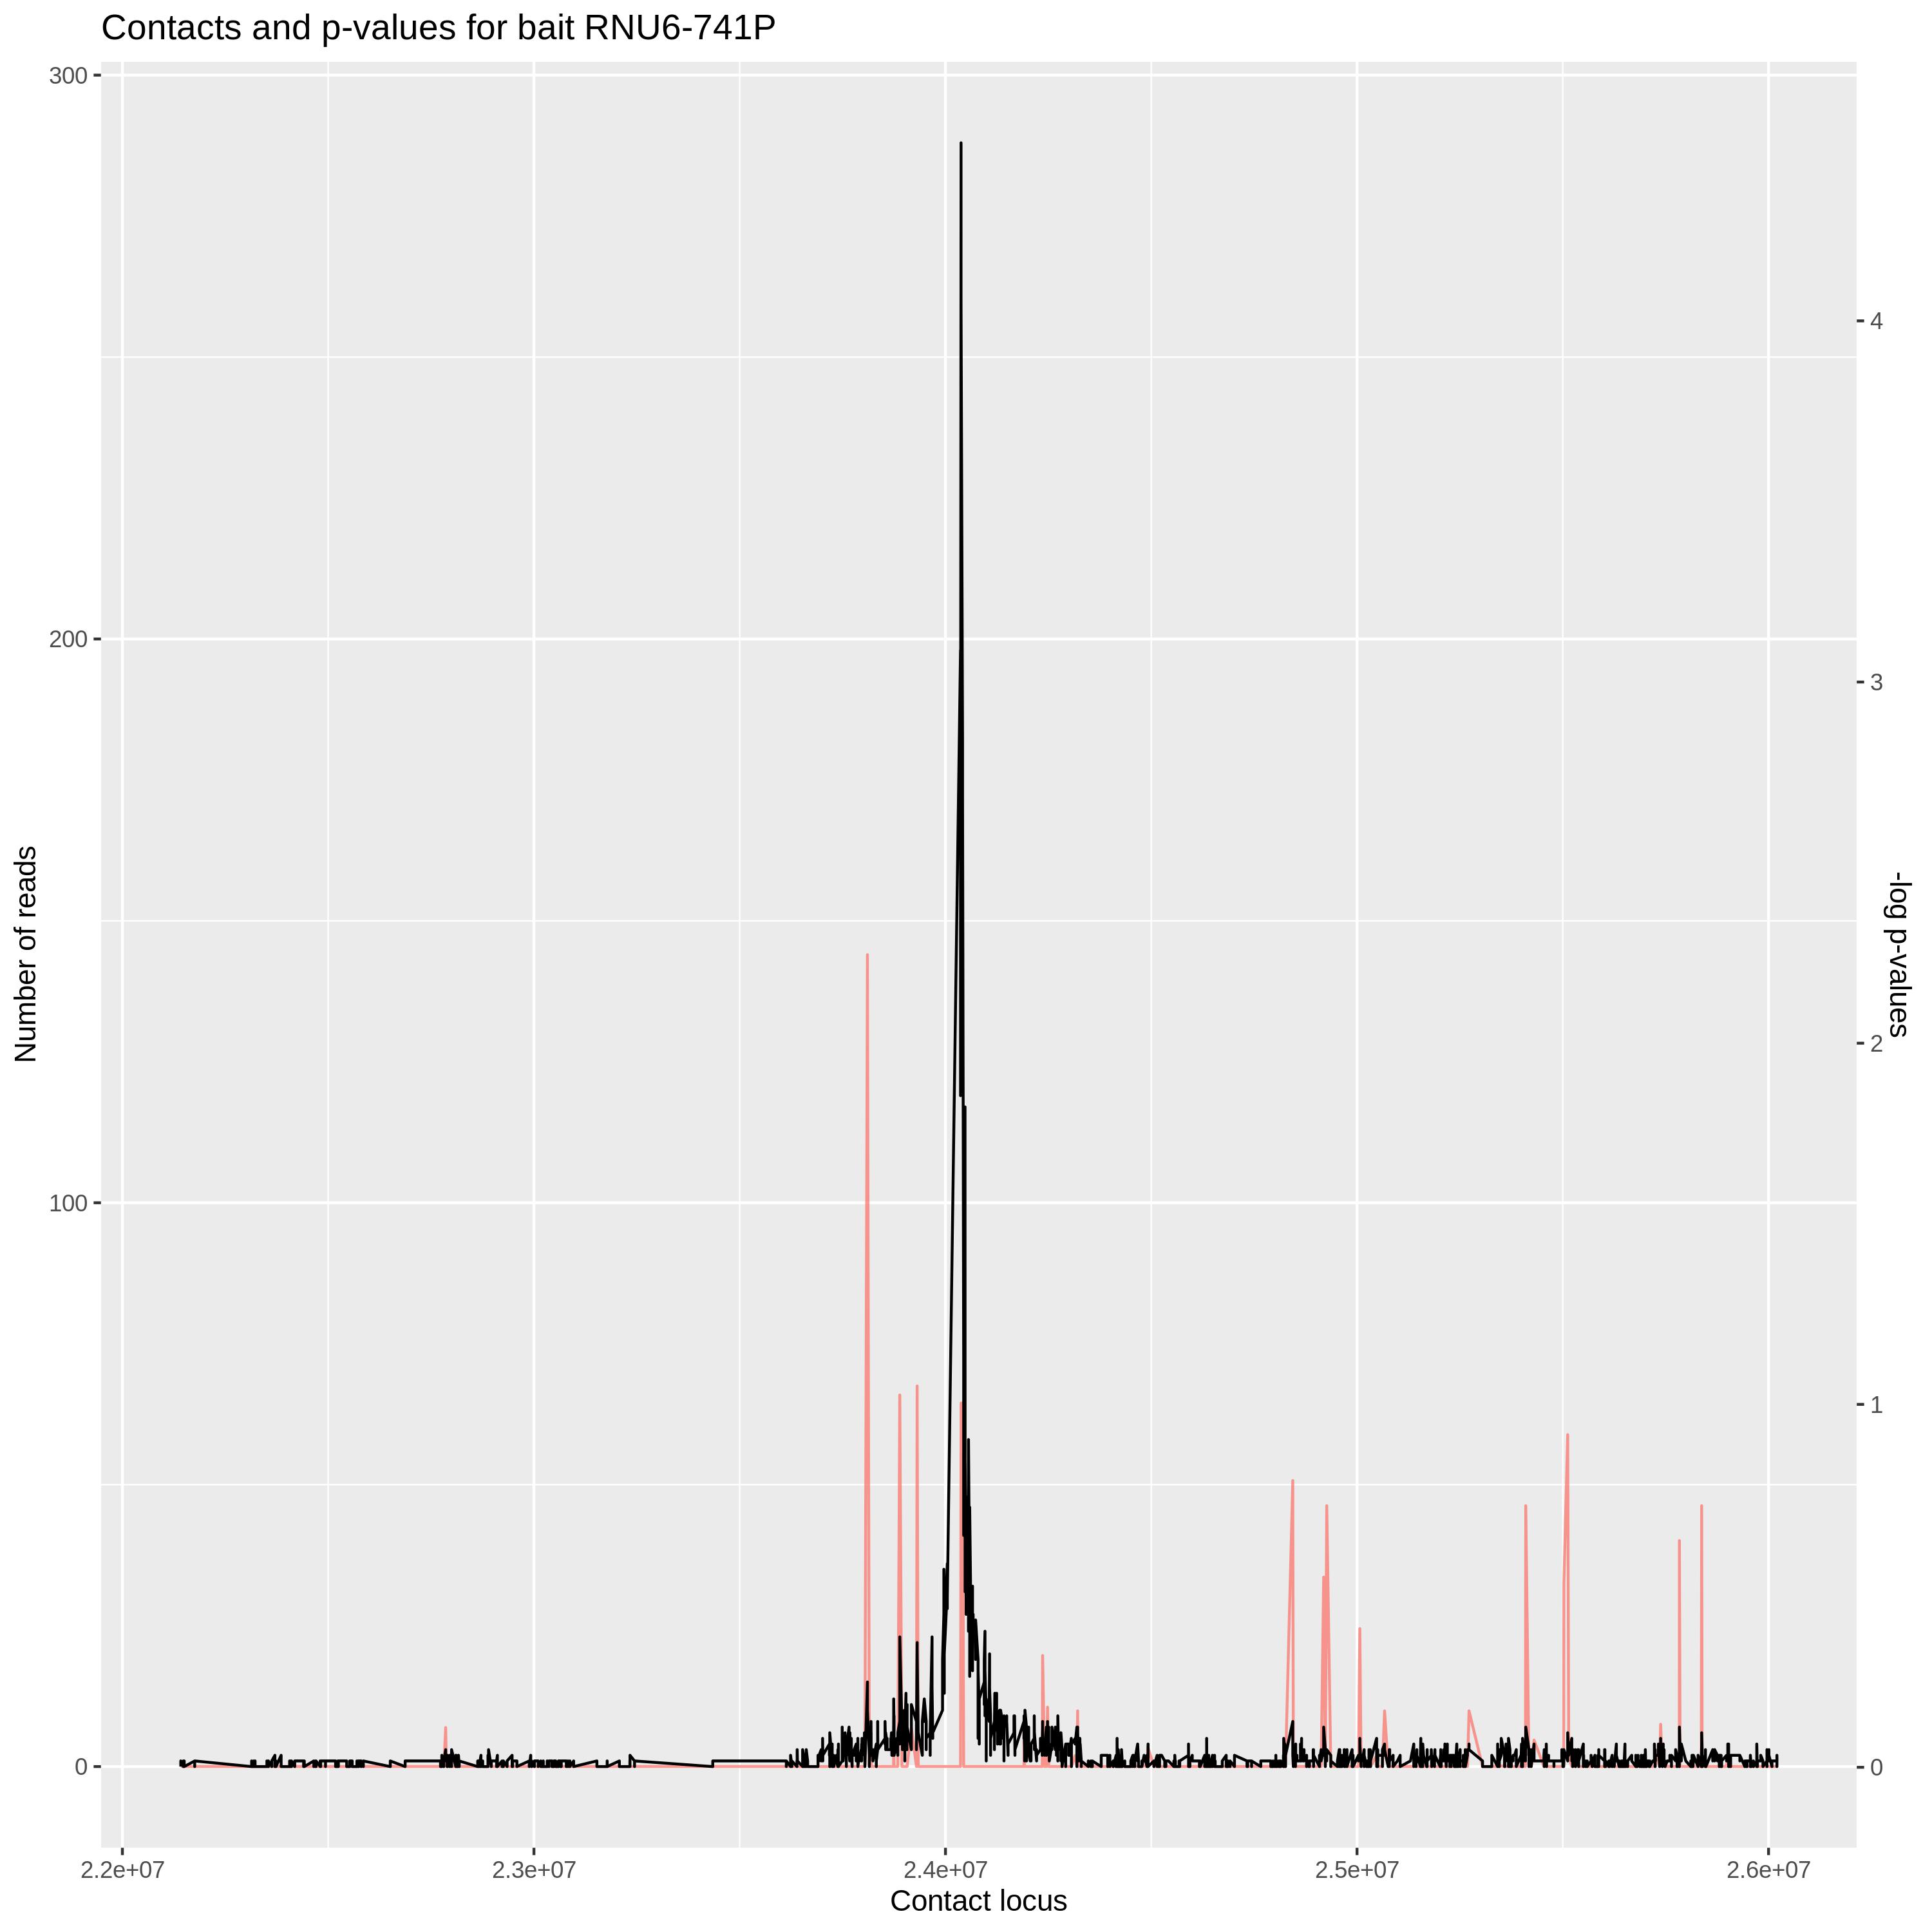 Contacts and p-values for bait RNU6-741P
300
200
100
0
Number of reads
4
3
2
1
0
-log p-values
2.2e+07
2.3e+07
2.4e+07
2.5e+07
2.6e+07
Contact locus